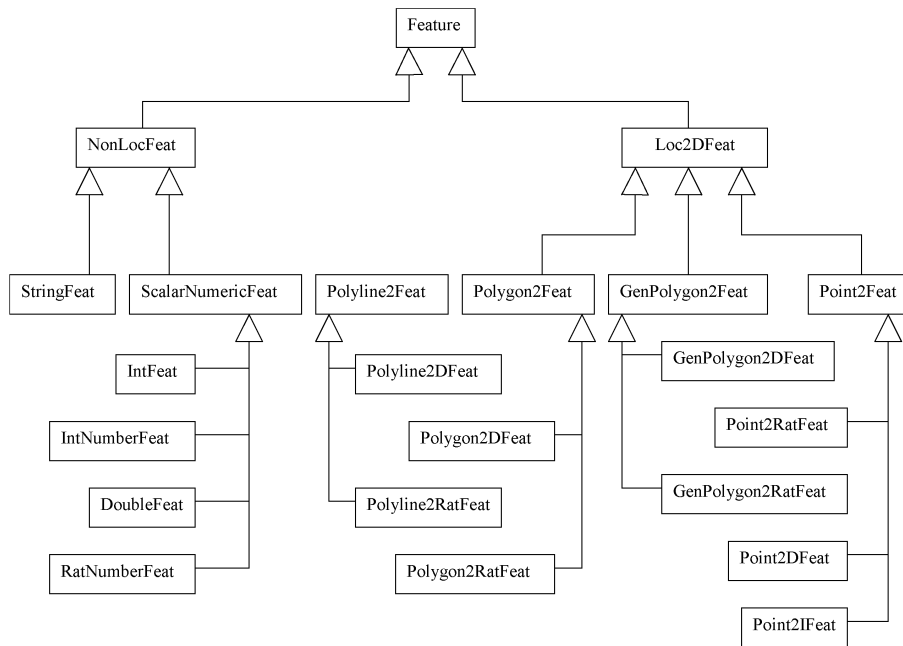 Feature
NonLocFeat
Loc2DFeat
StringFeat
ScalarNumericFeat
Polyline2Feat
Polygon2Feat
GenPolygon2Feat
Point2Feat
IntFeat
Polyline2DFeat
GenPolygon2DFeat
IntNumberFeat
Polygon2DFeat
Point2RatFeat
DoubleFeat
Polyline2RatFeat
GenPolygon2RatFeat
RatNumberFeat
Polygon2RatFeat
Point2DFeat
Point2IFeat